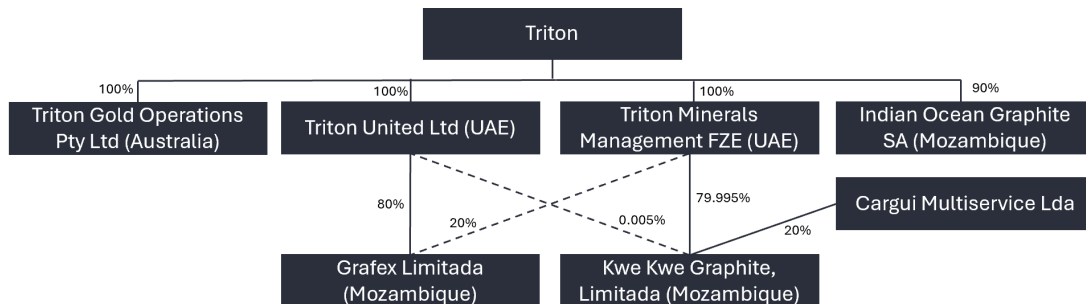 Triton
100%
100%
100%
90%
Triton Gold Operations
Pty Ltd (Australia)
Triton United Ltd (UAE)
Triton Minerals
Management FZE (UAE)
Indian Ocean Graphite
SA (Mozambique)
80%
20%
0.005%
79.995%
20%
Cargui Multiservice Lda
Grafex Limitada
(Mozambique)
Kwe Kwe Graphite,
Limitada (Mozambique)